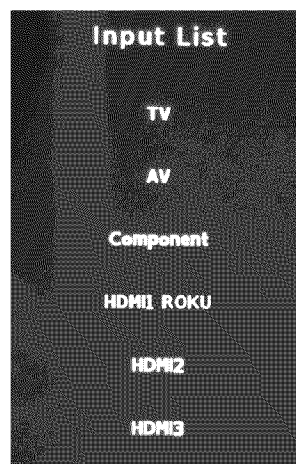 Input List
TV
AV
Component
HDMI1 ROKU
HDMI2
HDMI3